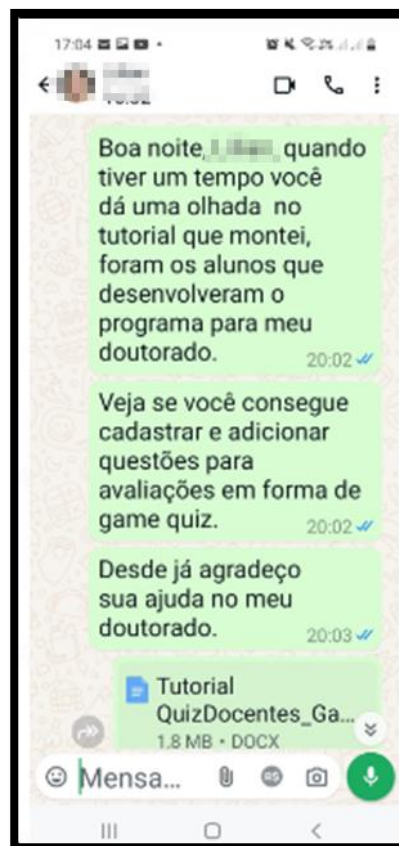 17:04
Boa noite, quando
tiver um tempo você
dá uma olhada no
tutorial que montei,
foram os alunos que
desenvolveram o
programa para meu
doutorado.
20:02
Veja se você consegue
cadastrar e adicionar
questões para
avaliações em forma de
game quiz.
20:02
Desde já agradeço
sua ajuda no meu
doutorado.
20:03
Tutorial
QuizDocentes_Ga...
1.8 MB • DOCX
Mensa...